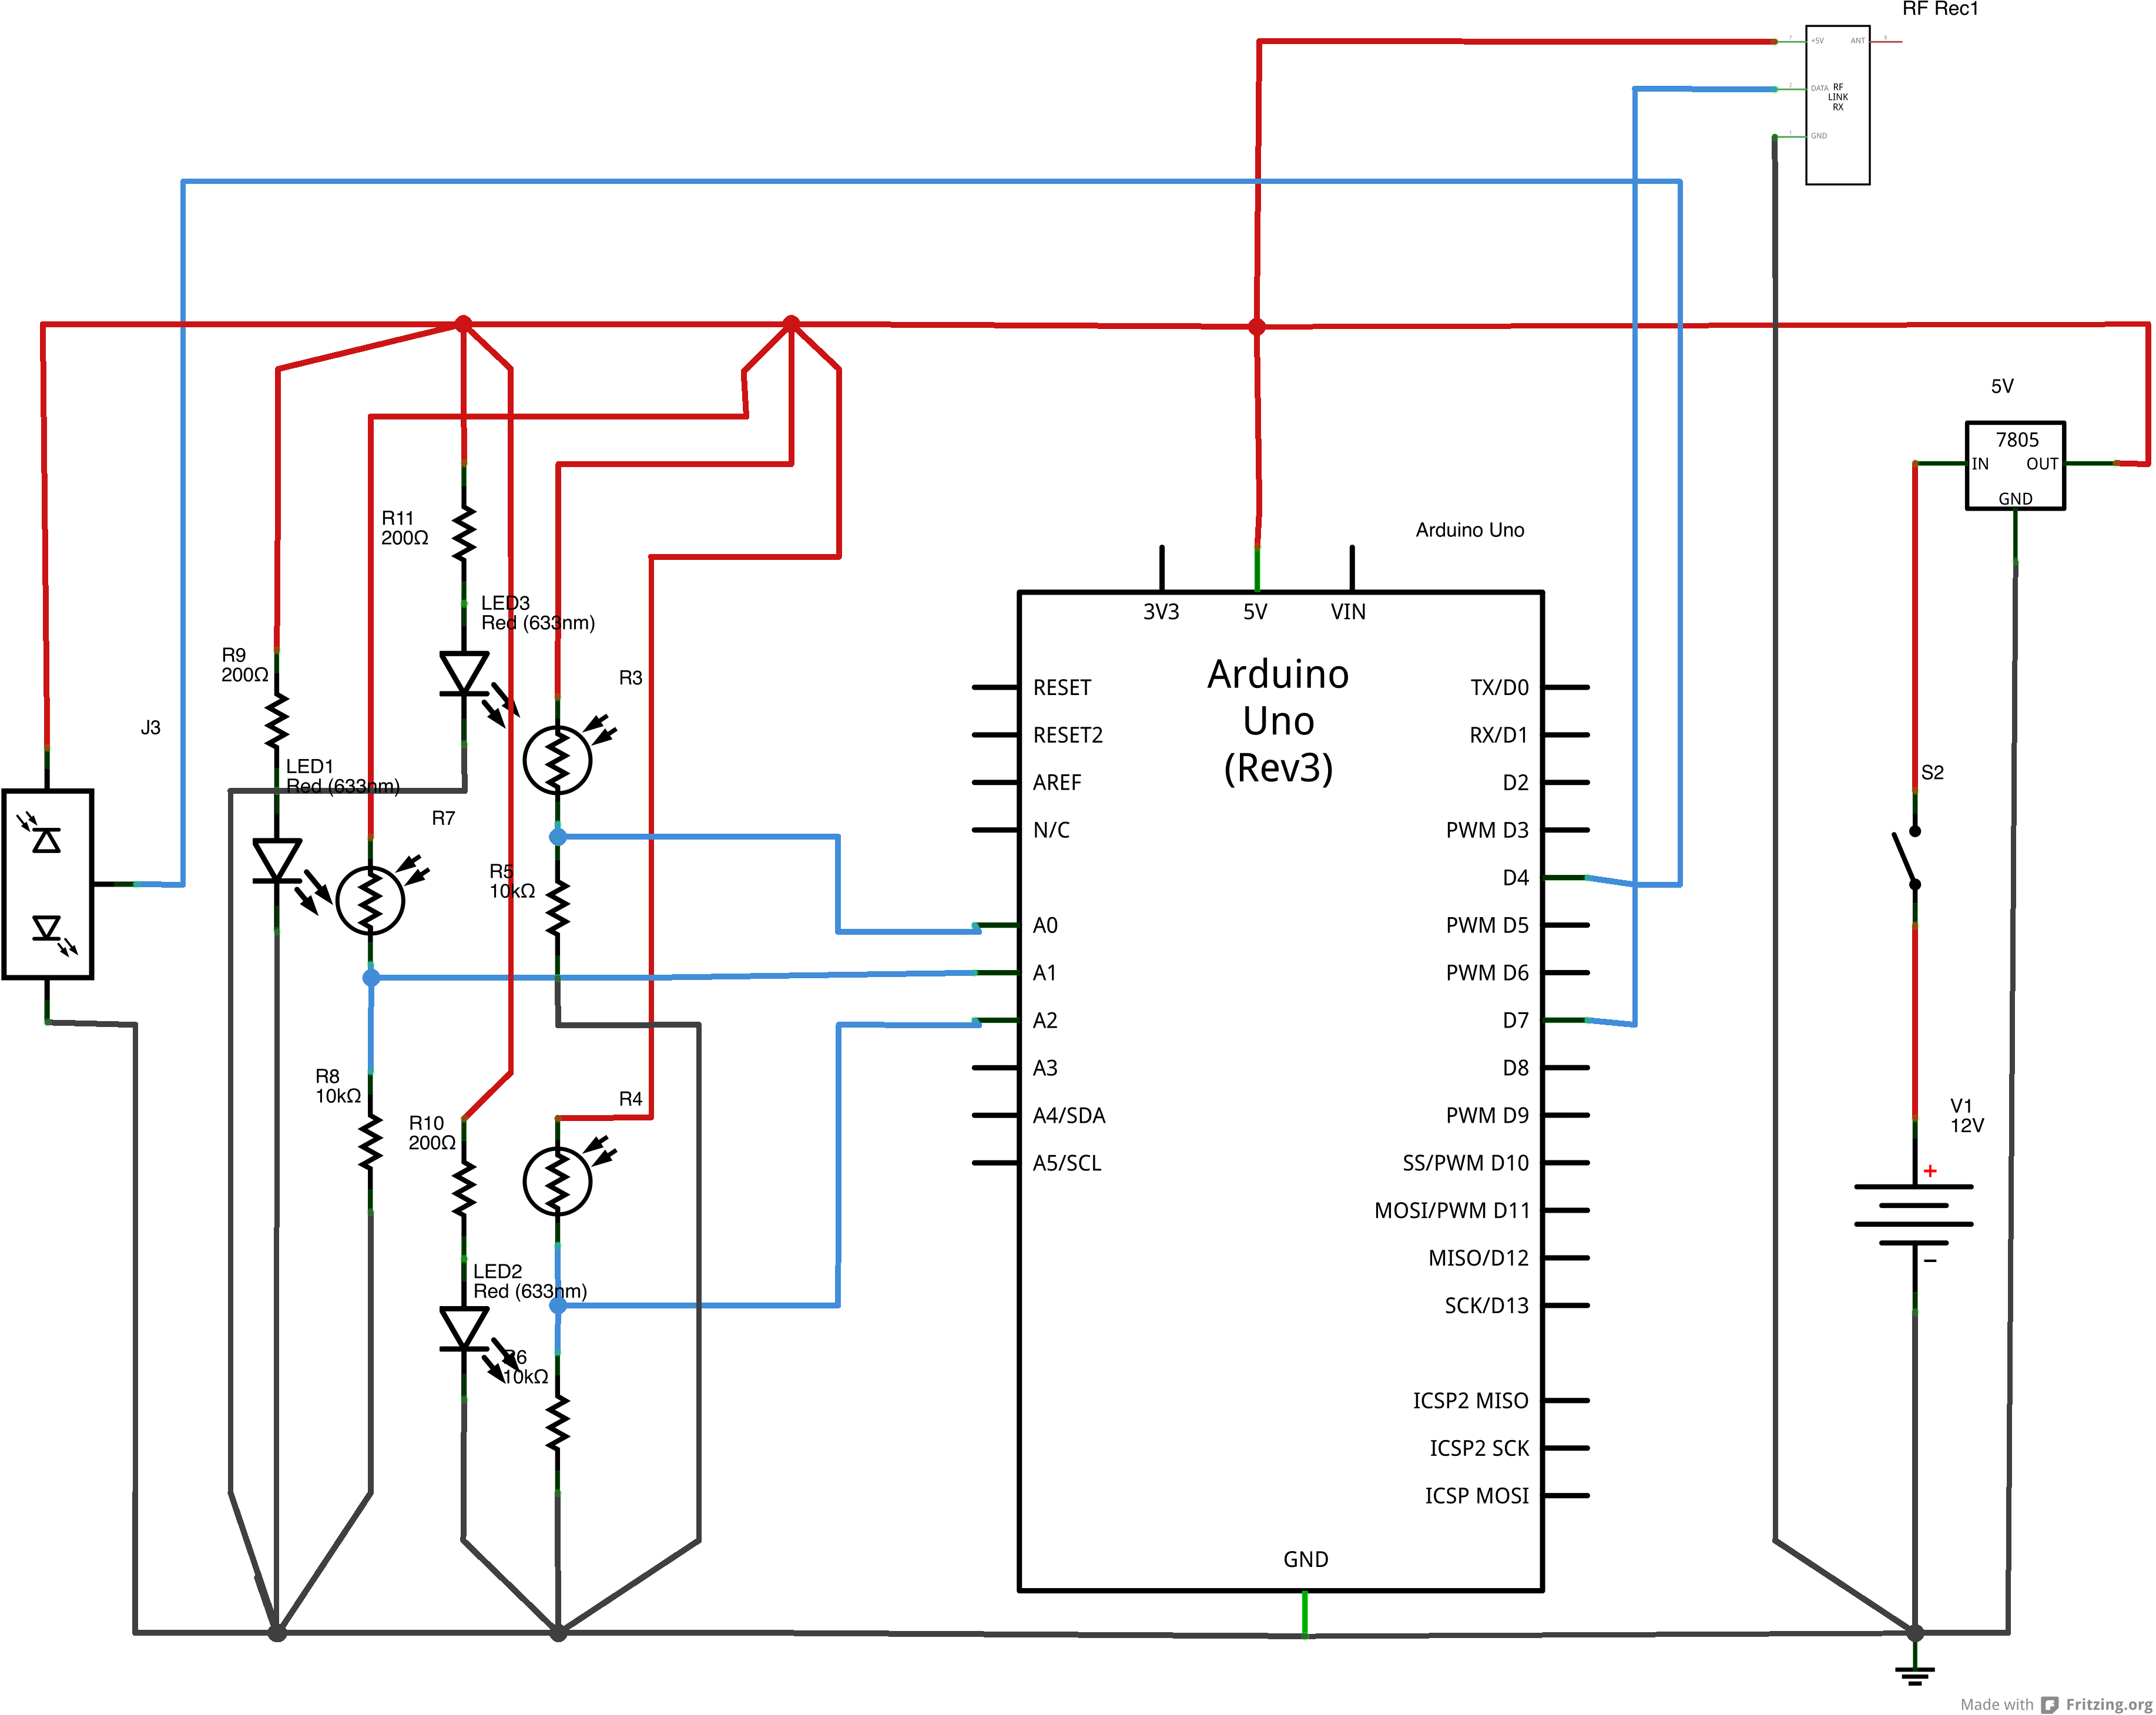 RF Rec1
7
+5V
ANT
8
2
DATA
RF
LINK
RX
1
GND
5V
7805
IN
OUT
GND
R11
200Ω
Arduino Uno
LED3
Red (633nm)
3V3
5V
VIN
R9
200Ω
R3
Arduino
Uno
(Rev3)
RESET
TX/D0
J3
RESET2
RX/D1
LED1
Red (633nm)
AREF
D2
S2
R7
N/C
PWM D3
R5
10kΩ
D4
A0
PWM D5
A1
PWM D6
A2
D7
R8
10kΩ
A3
D8
R4
R10
200Ω
A4/SDA
PWM D9
V1
12V
A5/SCL
SS/PWM D10
+
MOSI/PWM D11
LED2
Red (633nm)
MISO/D12
−
SCK/D13
R6
10kΩ
ICSP2 MISO
ICSP2 SCK
ICSP MOSI
GND
Made with Fritzing.org